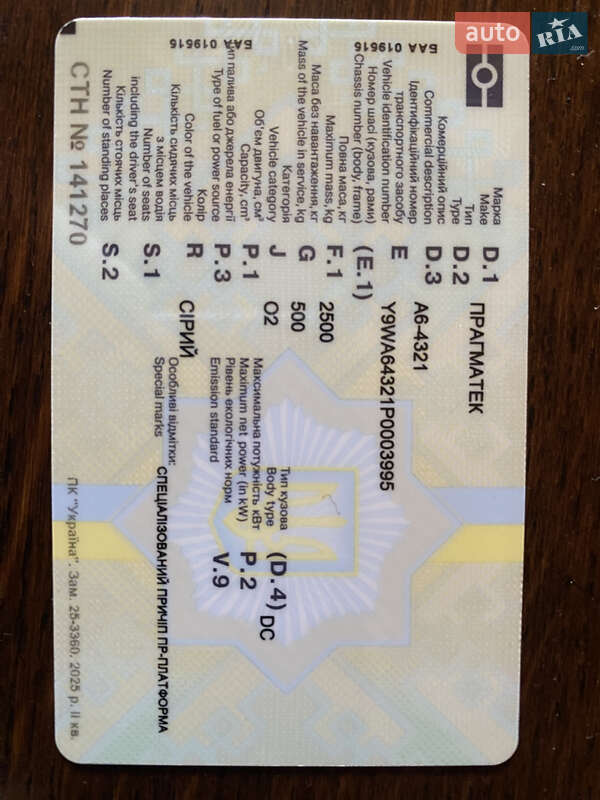 auto RIA .com
БАА 019615
БАА 019615
Марка
Make D.1 ПРАГМАТЕК
Тип
Type D.2
Комерційний опис
Commercial description D.3 А6-4321
Ідентифікаційний номер
транспортного засобу
Vehicle identification number E Y9WA64321P0003995
Номер шасі (кузова, рами)
Chassis number (body, frame) (E.1)
Повна маса, кг
Maximum mass, kg F.1 2500
Маса без навантаження, кг
Mass of the vehicle in service, kg G 500
Категорія
Vehicle category J O2
Тип кузова
Body type (D.4) DC
Об'єм двигуна, см³
Capacity, cm³ P.1
Максимальна потужність кВт
Maximum net power (in kW) P.2
Тип палива або джерела енергії
Type of fuel or power source P.3
Рівень екологічних норм
Emission standard V.9
Колір
Color of the vehicle R СІРИЙ
Кількість сидячих місць
з місцем водія
Number of seats
including the driver's seat S.1
Особливі відмітки:
Special marks СПЕЦІАЛІЗОВАНИЙ ПРИЧІП ПР-ПЛАТФОРМА
Кількість стоячих місць
Number of standing places S.2
СТН № 141270
ПК "Україна". Зам. 25-3360. 2025 р. ІІ кв.